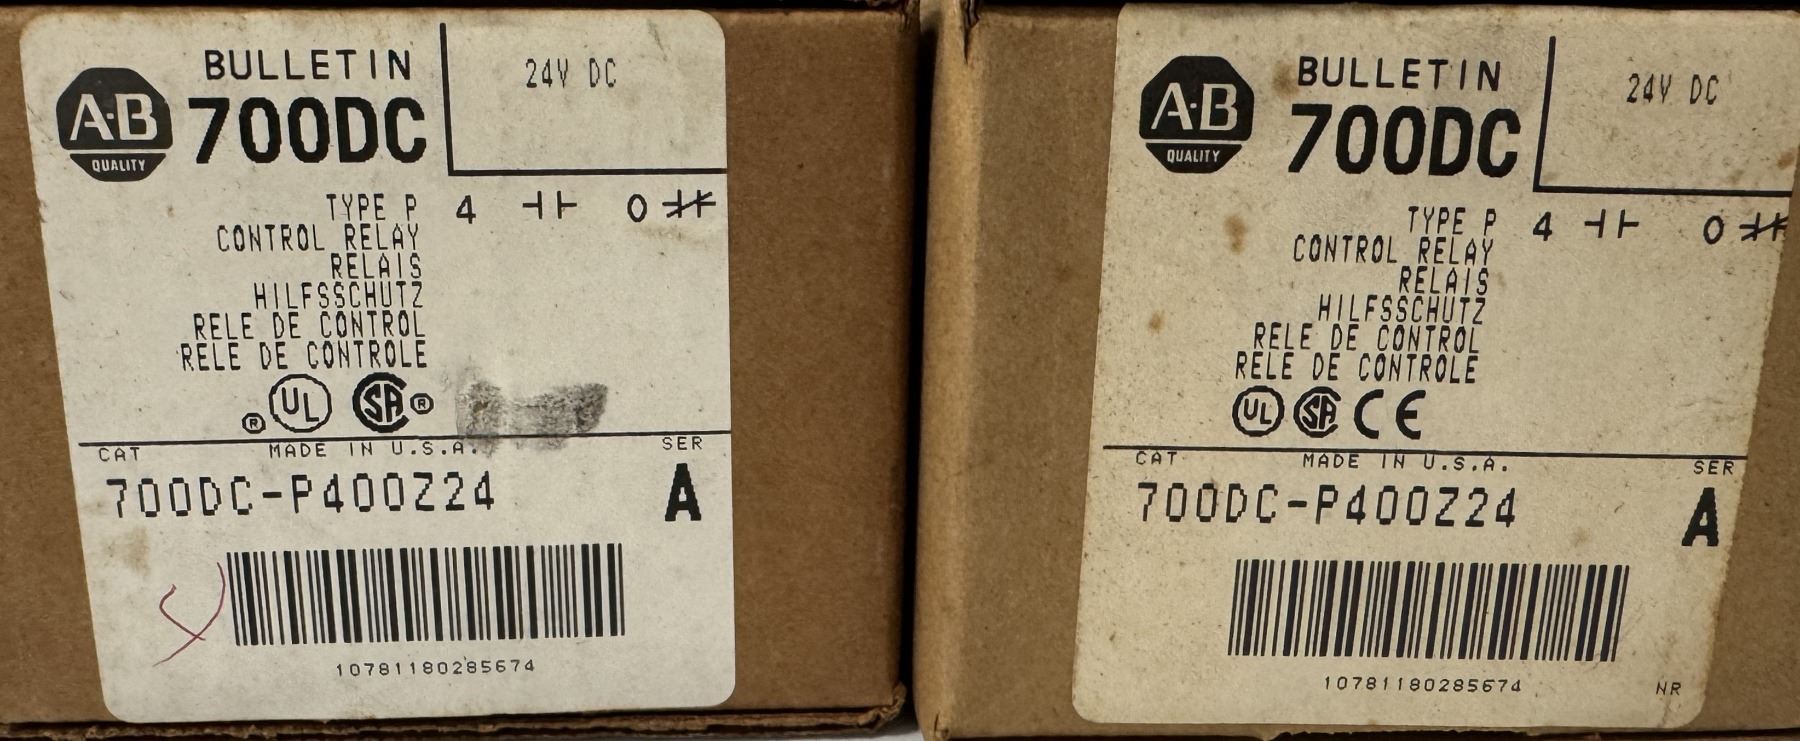 BULLETIN
700DC
24V DC
A·B
QUALITY
TYPE P
4 0
CONTROL RELAY
RELAIS
HILFSSCHUTZ
RELE DE CONTROL
RELE DE CONTROLE
® UL SA ®
CAT MADE IN U.S.A. SER
700DC-P400Z24 A
10781180285674
BULLETIN
700DC
24V DC
A·B
QUALITY
TYPE P
4 0
CONTROL RELAY
RELAIS
HILFSSCHUTZ
RELE DE CONTROL
RELE DE CONTROLE
UL SA CE
CAT MADE IN U.S.A. SER
700DC-P400Z24 A
10781180285674 NR